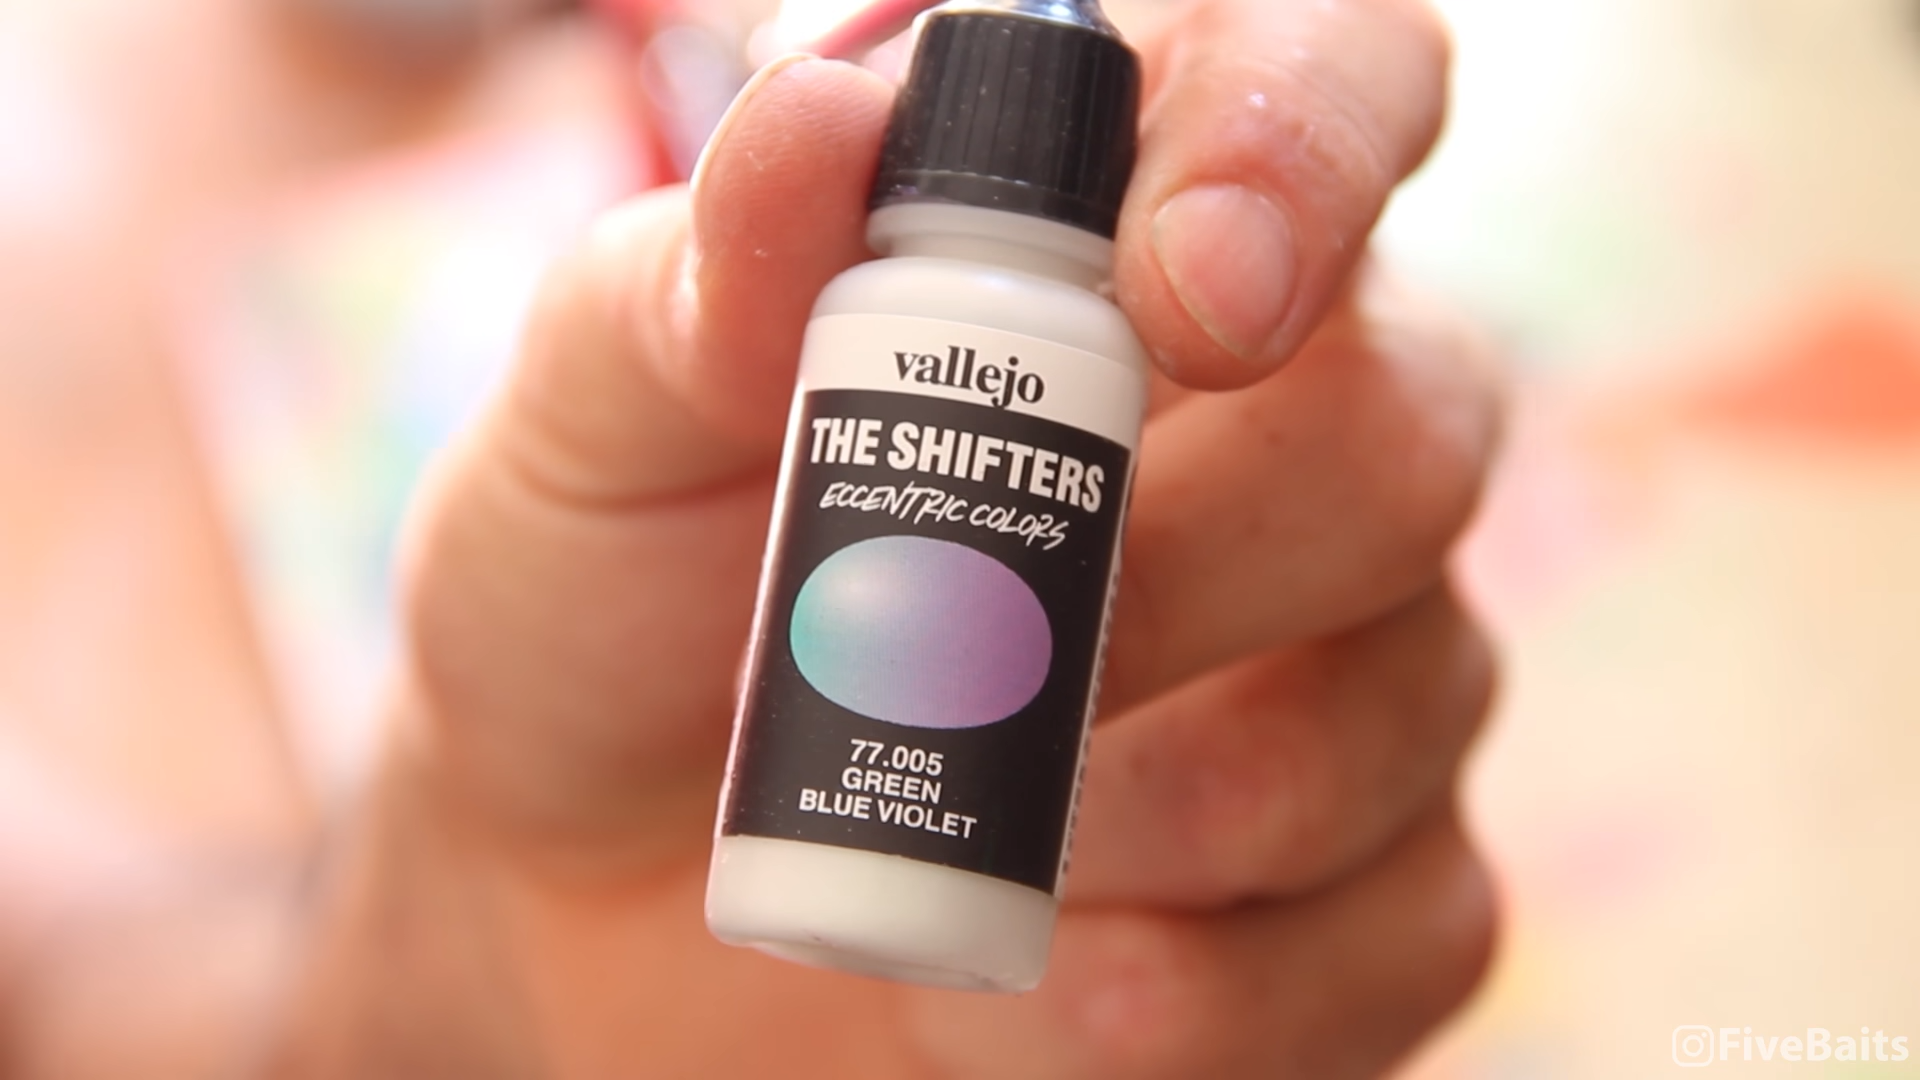 vallejo
THE SHIFTERS
ECCENTRIC COLORS
77.005
GREEN
BLUE VIOLET
FiveBaits